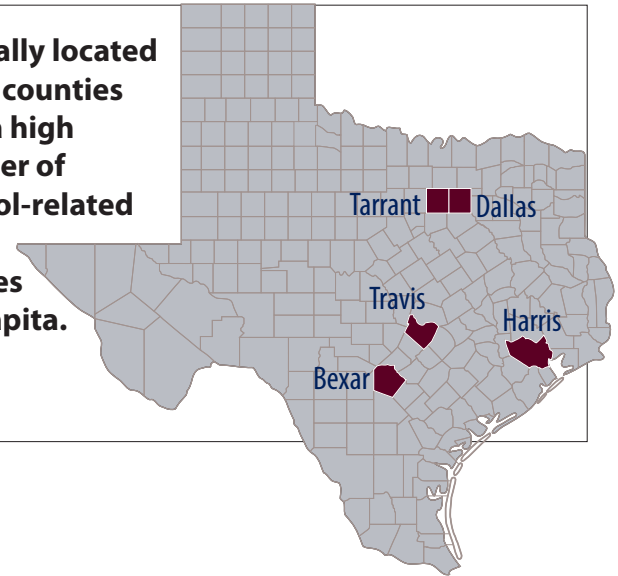 ally located
counties
high
er of
ol-related
es
apita.
Tarrant
Dallas
Travis
Harris
Bexar